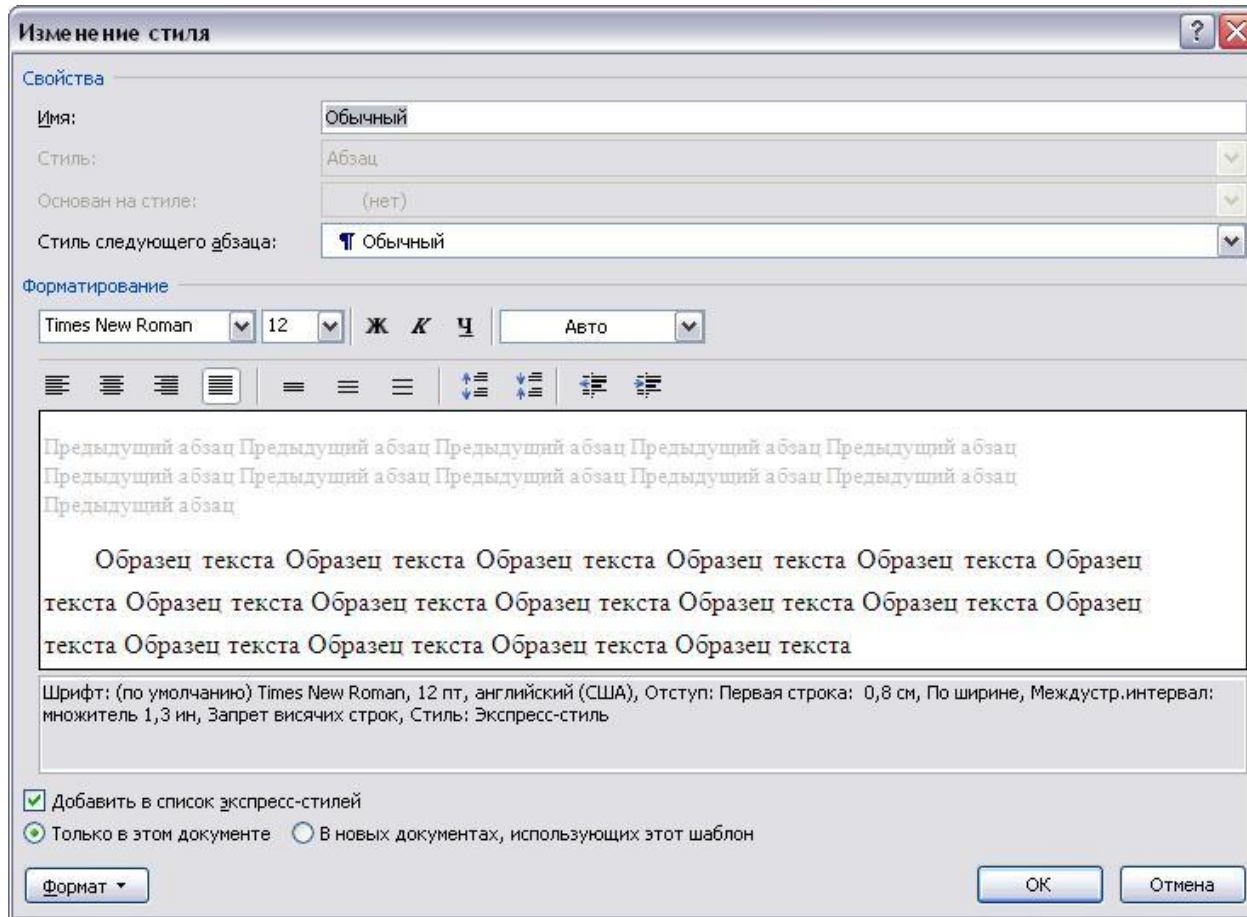 Изменение стиля
Свойства
Имя: Обычный
Стиль: Абзац
Основан на стиле: (нет)
Стиль следующего абзаца: ¶ Обычный
Форматирование
Times New Roman 12 Ж К Ч Авто
Предыдущий абзац Предыдущий абзац Предыдущий абзац Предыдущий абзац Предыдущий абзац
Предыдущий абзац Предыдущий абзац Предыдущий абзац Предыдущий абзац Предыдущий абзац
Предыдущий абзац
Образец текста Образец текста Образец текста Образец текста Образец текста Образец
текста Образец текста Образец текста Образец текста Образец текста Образец текста Образец
текста Образец текста Образец текста Образец текста Образец текста
Шрифт: (по умолчанию) Times New Roman, 12 пт, английский (США), Отступ: Первая строка: 0,8 см, По ширине, Междустр.интервал:
множитель 1,3 ин, Запрет висячих строк, Стиль: Экспресс-стиль
Добавить в список экспресс-стилей
Только в этом документе В новых документах, использующих этот шаблон
Формат ОК Отмена